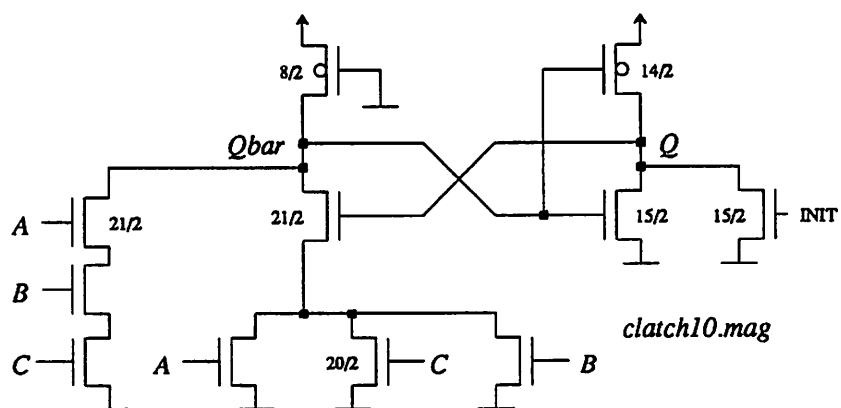 8/2
14/2
Qbar
Q
A
21/2
21/2
15/2
15/2
INIT
B
clatch10.mag
C
A
20/2
C
B